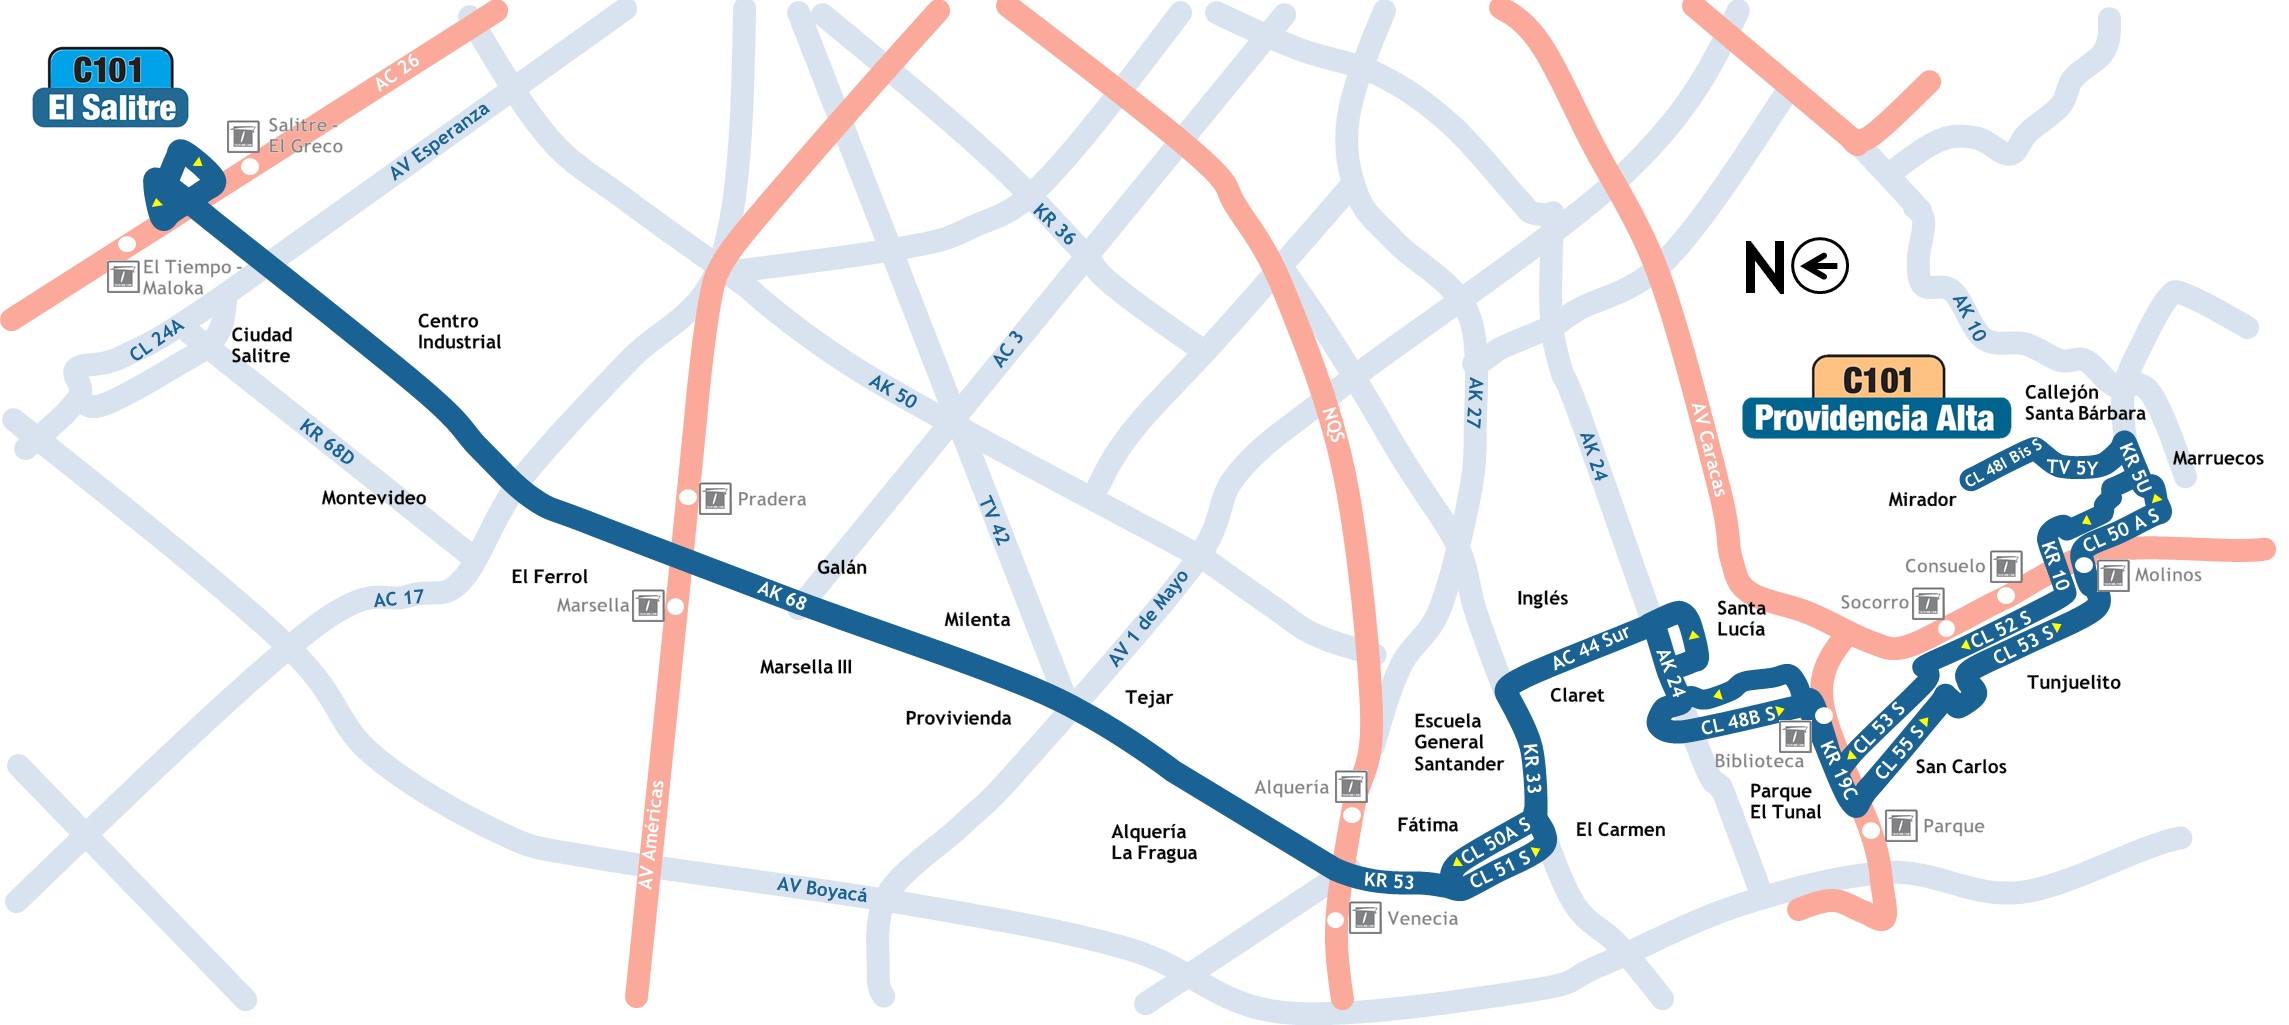 C101
El Salitre
AC 26
Salitre -
El Greco
AV Esperanza
El Tiempo -
Maloka
CL 24A
Ciudad
Salitre
Centro
Industrial
KR 68D
Montevideo
AC 17
El Ferrol
Marsella
Pradera
AV Américas
AK 68
Galán
Marsella III
Milenta
Provivienda
AV Boyacá
KR 36
AC 3
AK 50
TV 42
AV 1 de Mayo
Tejar
Alquería
La Fragua
NQS
AK 27
AK 24
AV Caracas
Alquería
Venecia
KR 53
Fátima
CL 50A S
CL 51 S
El Carmen
KR 33
Escuela
General
Santander
Inglés
AC 44 Sur
Claret
AK 24
Santa
Lucía
CL 48B S
Biblioteca
Parque
El Tunal
KR 19C
CL 53 S
CL 55 S
San Carlos
Parque
Tunjuelito
CL 52 S
CL 53 S
Socorro
Consuelo
Molinos
KR 10
CL 50 A S
KR 5U
TV 5Y
CL 48I Bis S
Mirador
Marruecos
Callejón
Santa Bárbara
C101
Providencia Alta
AK 10
N